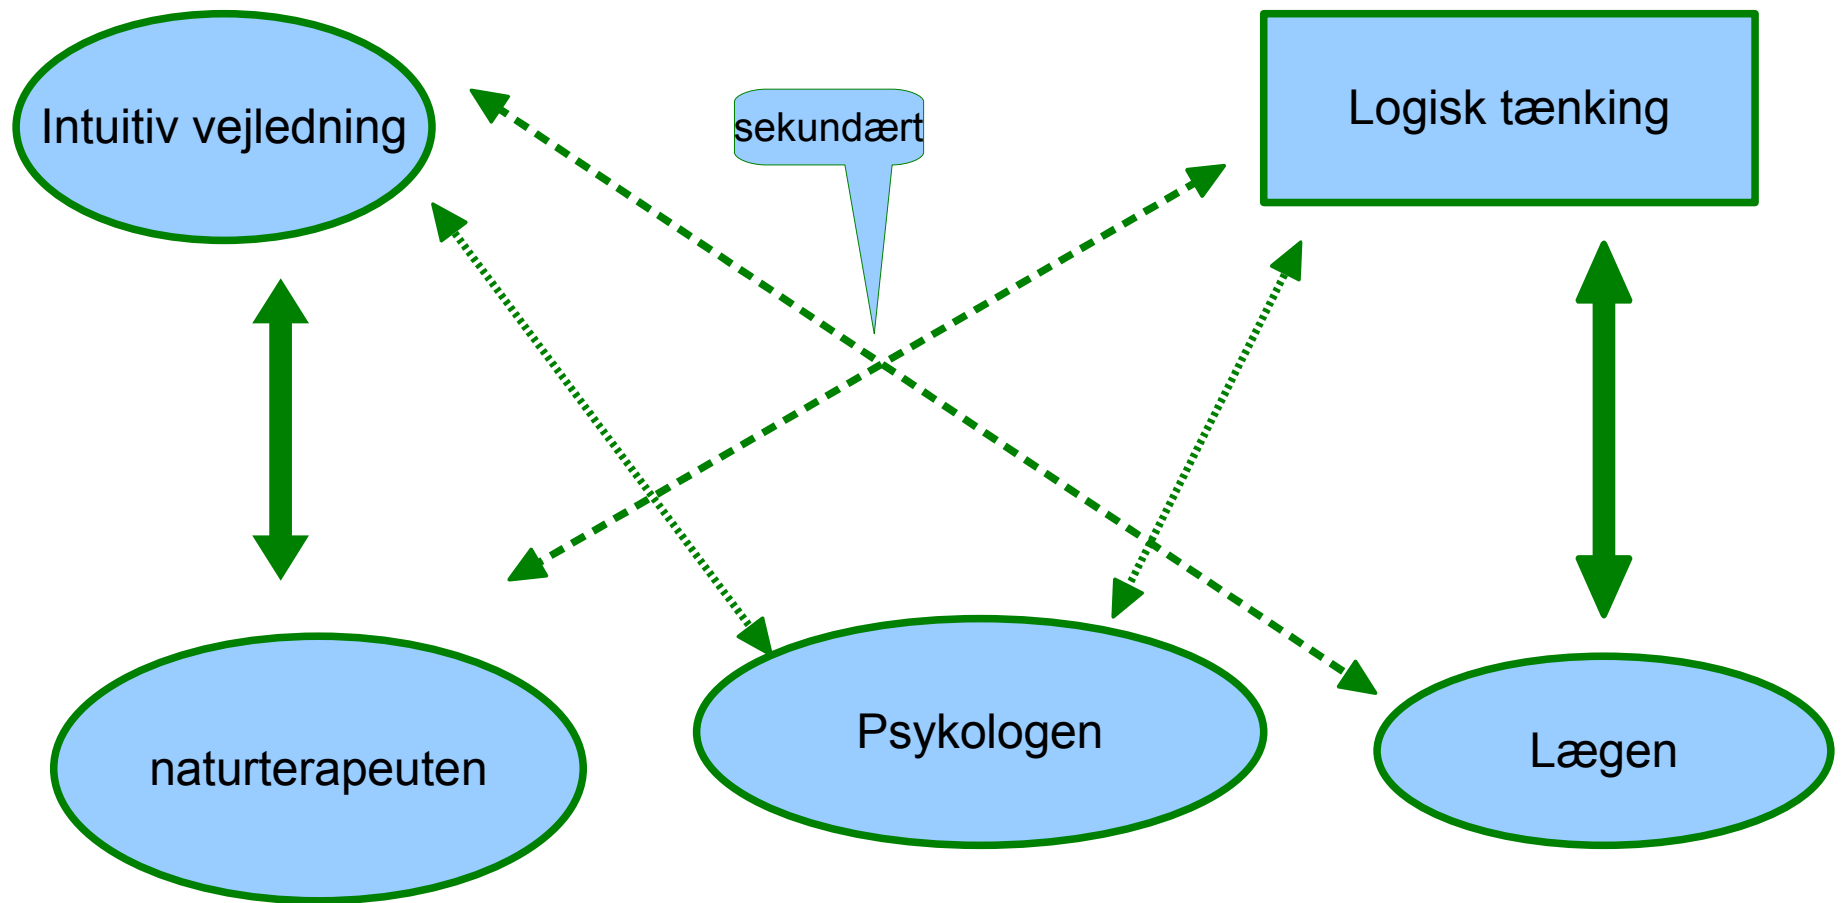 Intuitiv vejledning
sekundært
Logisk tænking
naturterapeuten
Psykologen
Lægen